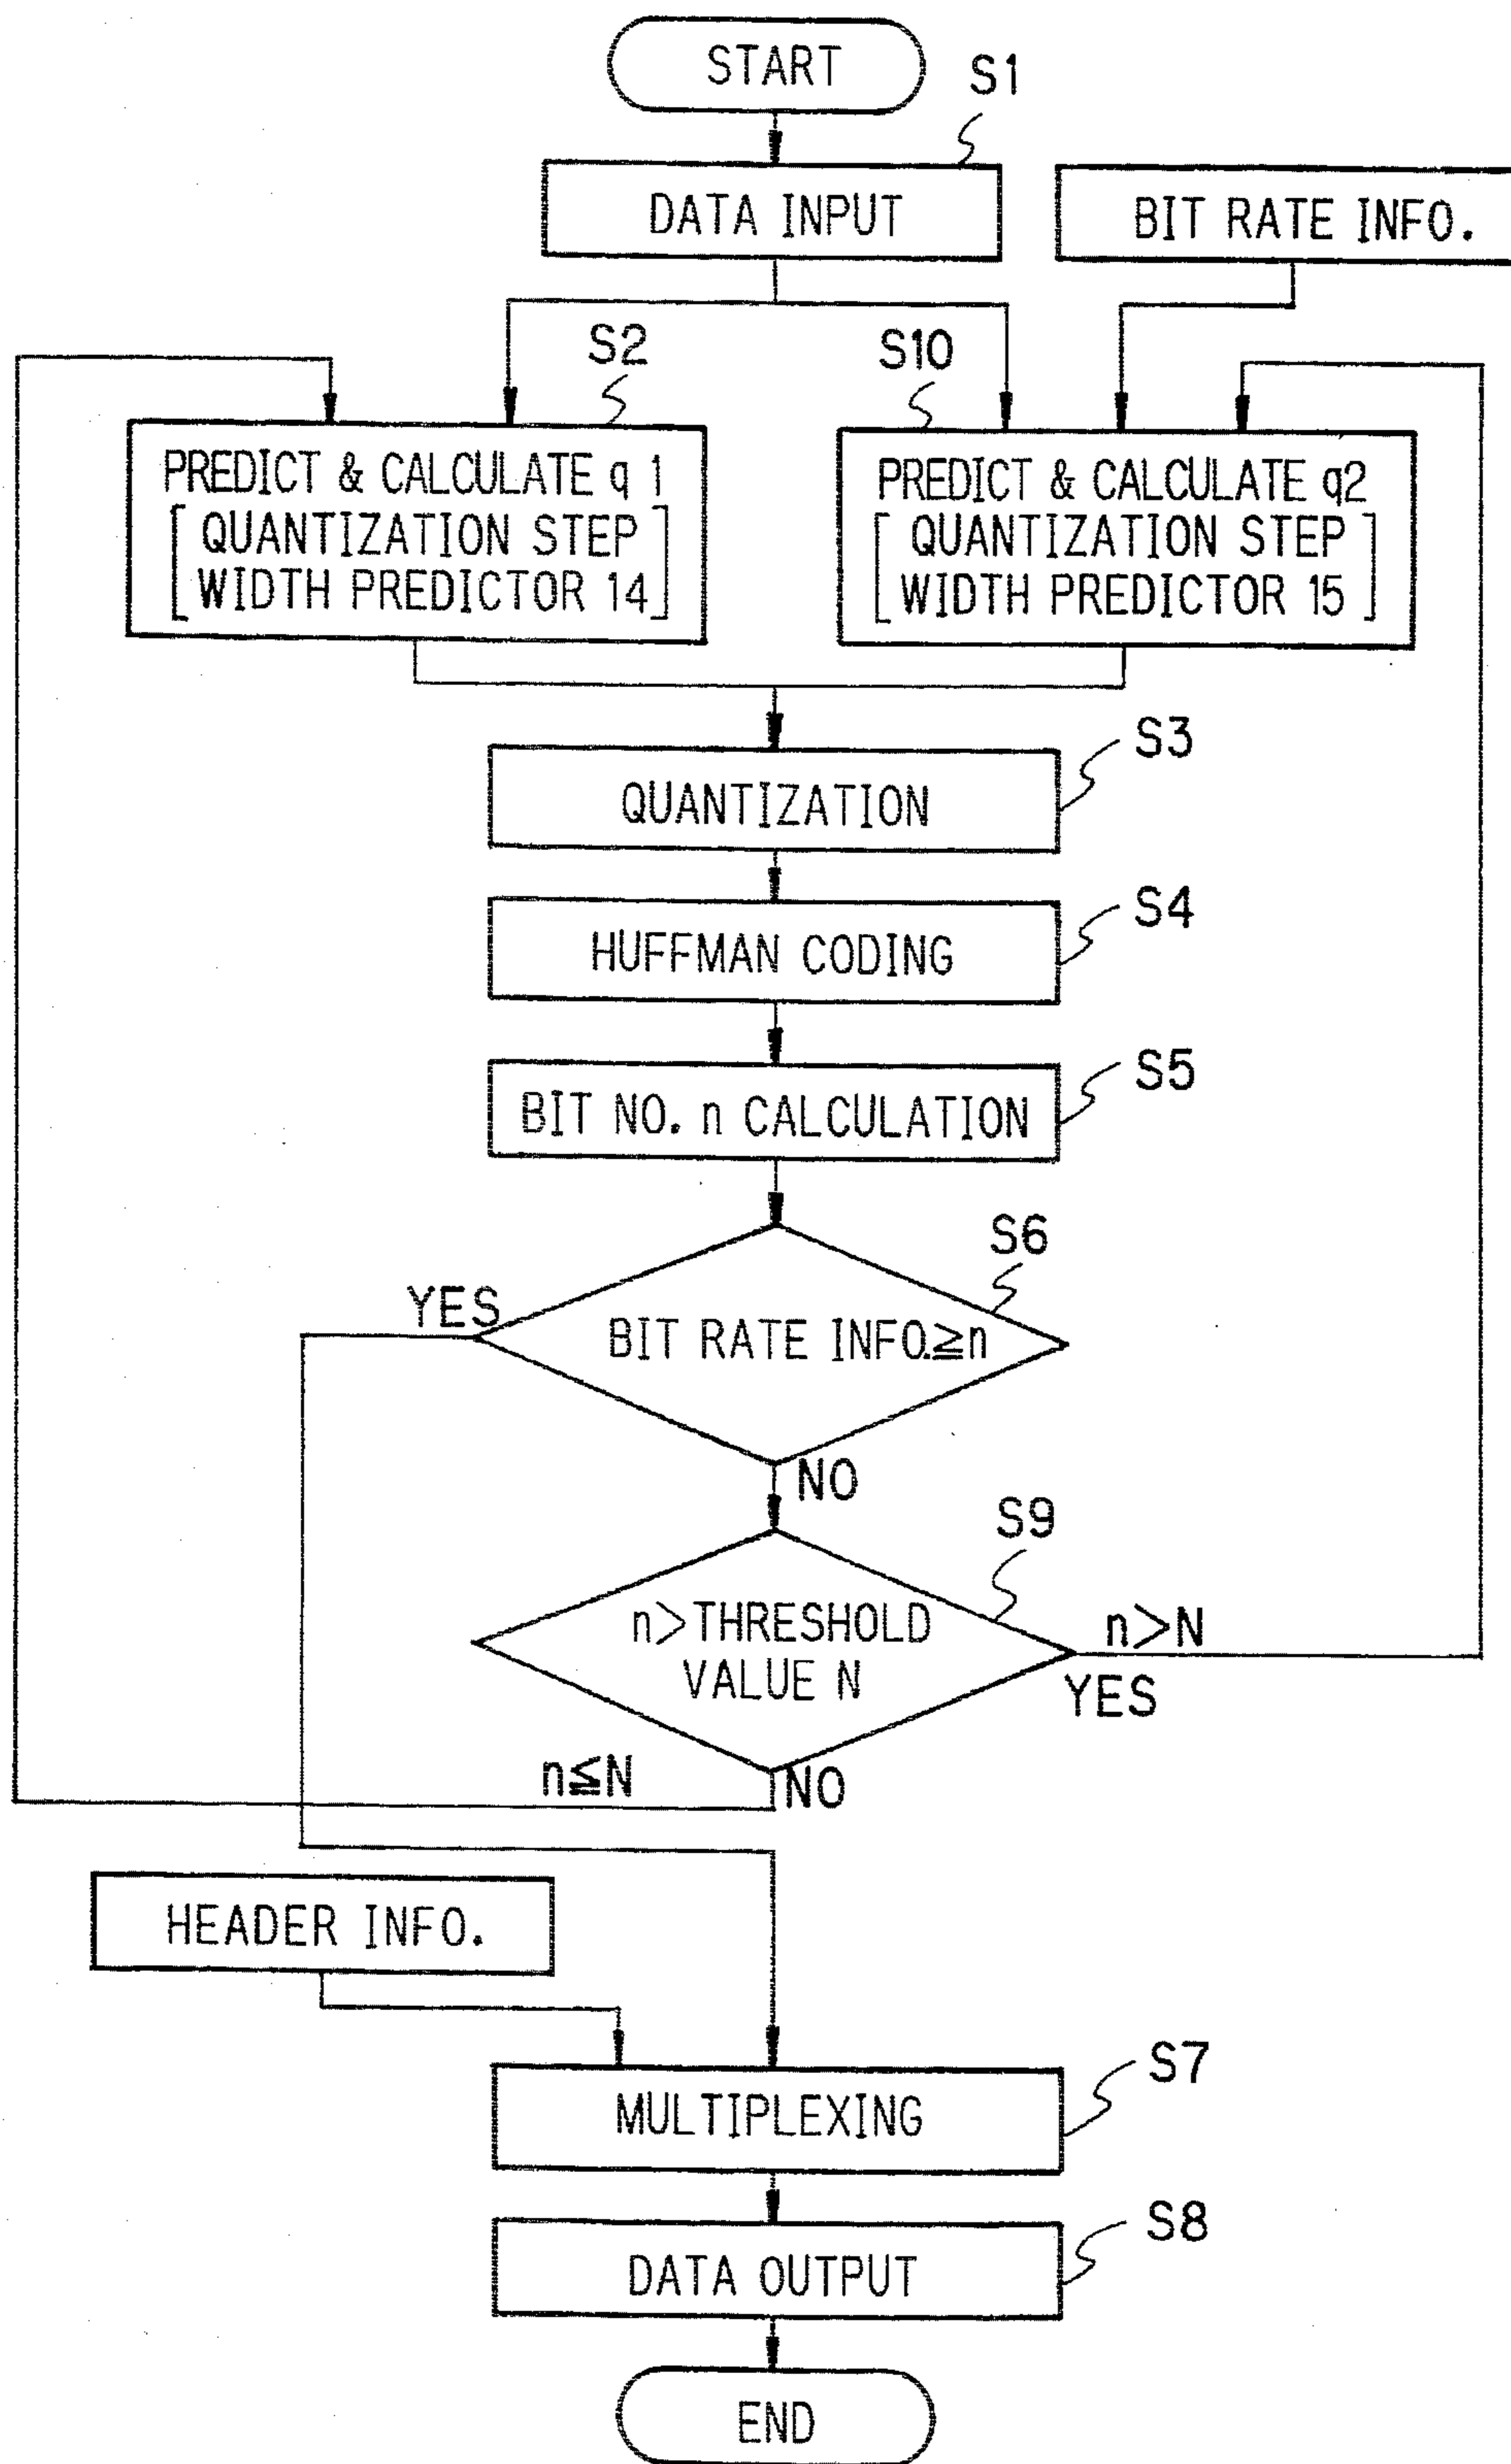 START
S1
DATA INPUT
BIT RATE INFO.
S2
S10
PREDICT & CALCULATE q 1
QUANTIZATION STEP
WIDTH PREDICTOR 14
PREDICT & CALCULATE q2
QUANTIZATION STEP
WIDTH PREDICTOR 15
S3
QUANTIZATION
S4
HUFFMAN CODING
S5
BIT NO. n CALCULATION
S6
YES
BIT RATE INFO.≧n
NO
S9
n>THRESHOLD
VALUE N
n>N
YES
n≦N
NO
HEADER INFO.
S7
MULTIPLEXING
S8
DATA OUTPUT
END